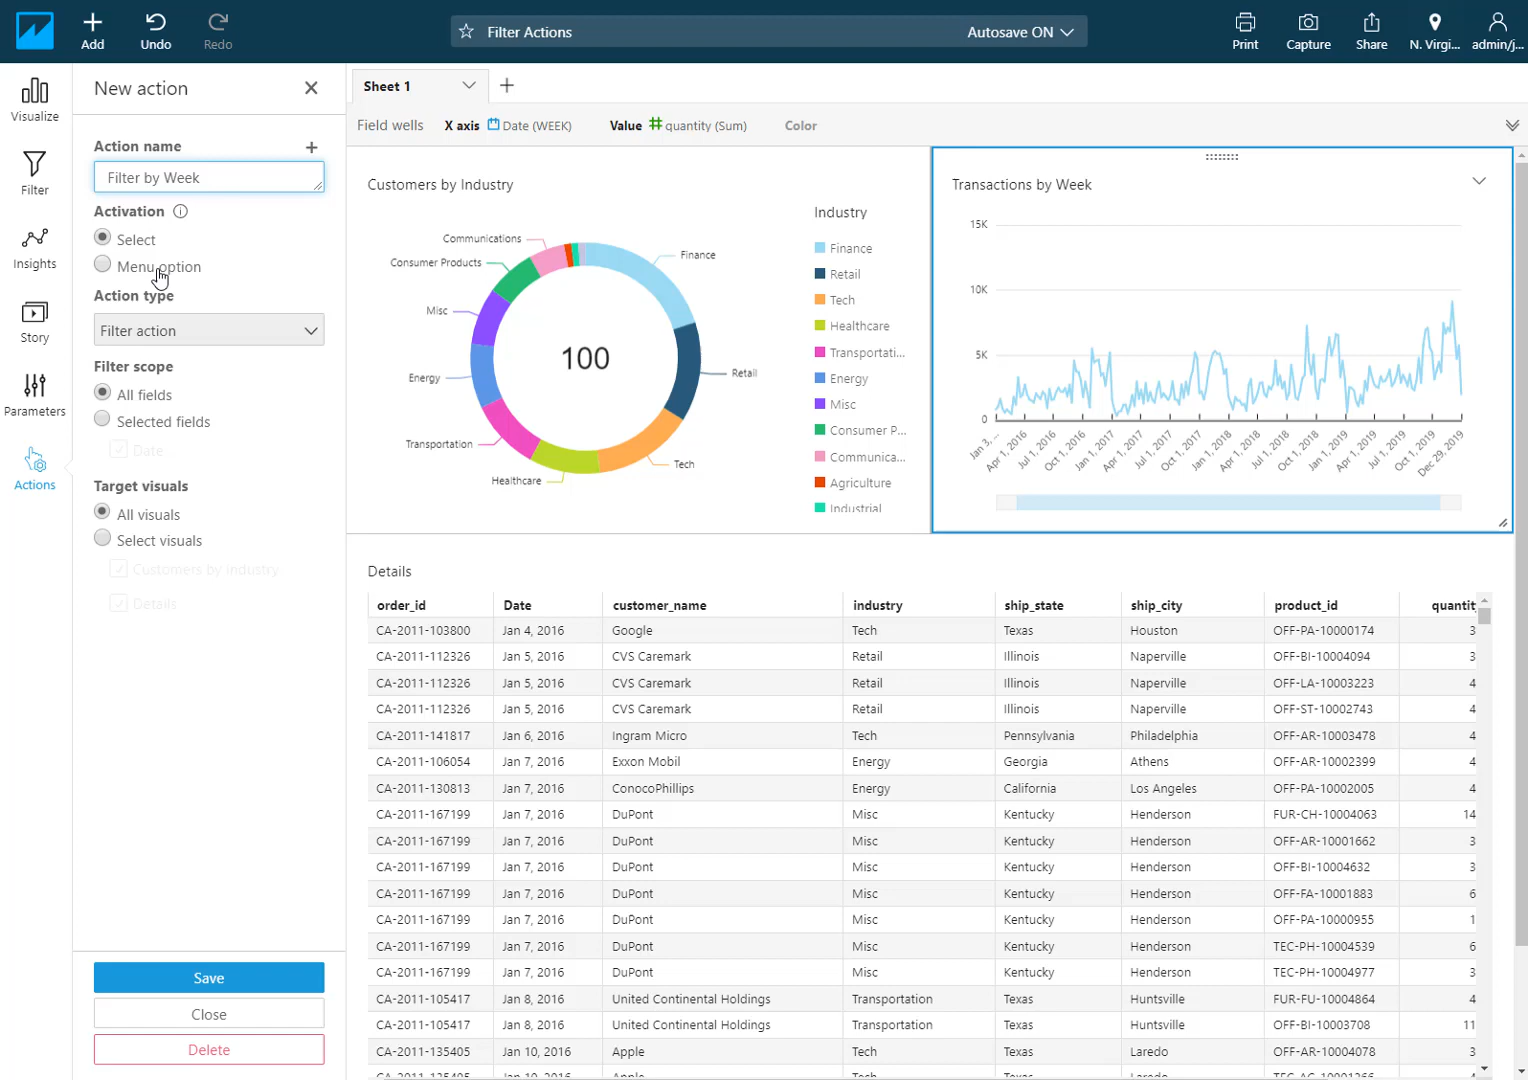 Add
Undo
Redo
Filter Actions
Autosave ON
Print
Capture
Share
N. Virgi...
admin/j...
Visualize
Filter
Insights
Story
Parameters
Actions
New action
Action name
Filter by Week
Activation
Select
Menu option
Action type
Filter action
Filter scope
All fields
Selected fields
Date
Target visuals
All visuals
Select visuals
Customers by Industry
Details
Save
Close
Delete
Sheet 1
Field wells X axis Date (WEEK) Value quantity (Sum) Color
Customers by Industry
Communications
Consumer Products
Misc
Energy
Transportation
Healthcare
Tech
Retail
Finance
100
Industry
Finance
Retail
Tech
Healthcare
Transportati...
Energy
Misc
Consumer P...
Communica...
Agriculture
Industrial
Transactions by Week
15K
10K
5K
0
Jan 3, ...
Apr 1, 2016
Jul 1, 2016
Oct 1, 2016
Jan 1, 2017
Apr 1, 2017
Jul 1, 2017
Oct 1, 2017
Jan 1, 2018
Apr 1, 2018
Jul 1, 2018
Oct 1, 2018
Jan 1, 2019
Apr 1, 2019
Jul 1, 2019
Oct 1, 2019
Dec 29, 2019
Details
order_id Date customer_name industry ship_state ship_city product_id quantit
CA-2011-103800 Jan 4, 2016 Google Tech Texas Houston OFF-PA-10000174 3
CA-2011-112326 Jan 5, 2016 CVS Caremark Retail Illinois Naperville OFF-BI-10004094 3
CA-2011-112326 Jan 5, 2016 CVS Caremark Retail Illinois Naperville OFF-LA-10003223 4
CA-2011-112326 Jan 5, 2016 CVS Caremark Retail Illinois Naperville OFF-ST-10002743 4
CA-2011-141817 Jan 6, 2016 Ingram Micro Tech Pennsylvania Philadelphia OFF-AR-10003478 4
CA-2011-106054 Jan 7, 2016 Exxon Mobil Energy Georgia Athens OFF-AR-10002399 4
CA-2011-130813 Jan 7, 2016 ConocoPhillips Energy California Los Angeles OFF-PA-10002005 4
CA-2011-167199 Jan 7, 2016 DuPont Misc Kentucky Henderson FUR-CH-10004063 14
CA-2011-167199 Jan 7, 2016 DuPont Misc Kentucky Henderson OFF-AR-10001662 3
CA-2011-167199 Jan 7, 2016 DuPont Misc Kentucky Henderson OFF-BI-10004632 3
CA-2011-167199 Jan 7, 2016 DuPont Misc Kentucky Henderson OFF-FA-10001883 6
CA-2011-167199 Jan 7, 2016 DuPont Misc Kentucky Henderson OFF-PA-10000955 1
CA-2011-167199 Jan 7, 2016 DuPont Misc Kentucky Henderson TEC-PH-10004539 6
CA-2011-167199 Jan 7, 2016 DuPont Misc Kentucky Henderson TEC-PH-10004977 3
CA-2011-105417 Jan 8, 2016 United Continental Holdings Transportation Texas Huntsville FUR-FU-10004864 4
CA-2011-105417 Jan 8, 2016 United Continental Holdings Transportation Texas Huntsville OFF-BI-10003708 11
CA-2011-135405 Jan 10, 2016 Apple Tech Texas Laredo OFF-AR-10004078 3